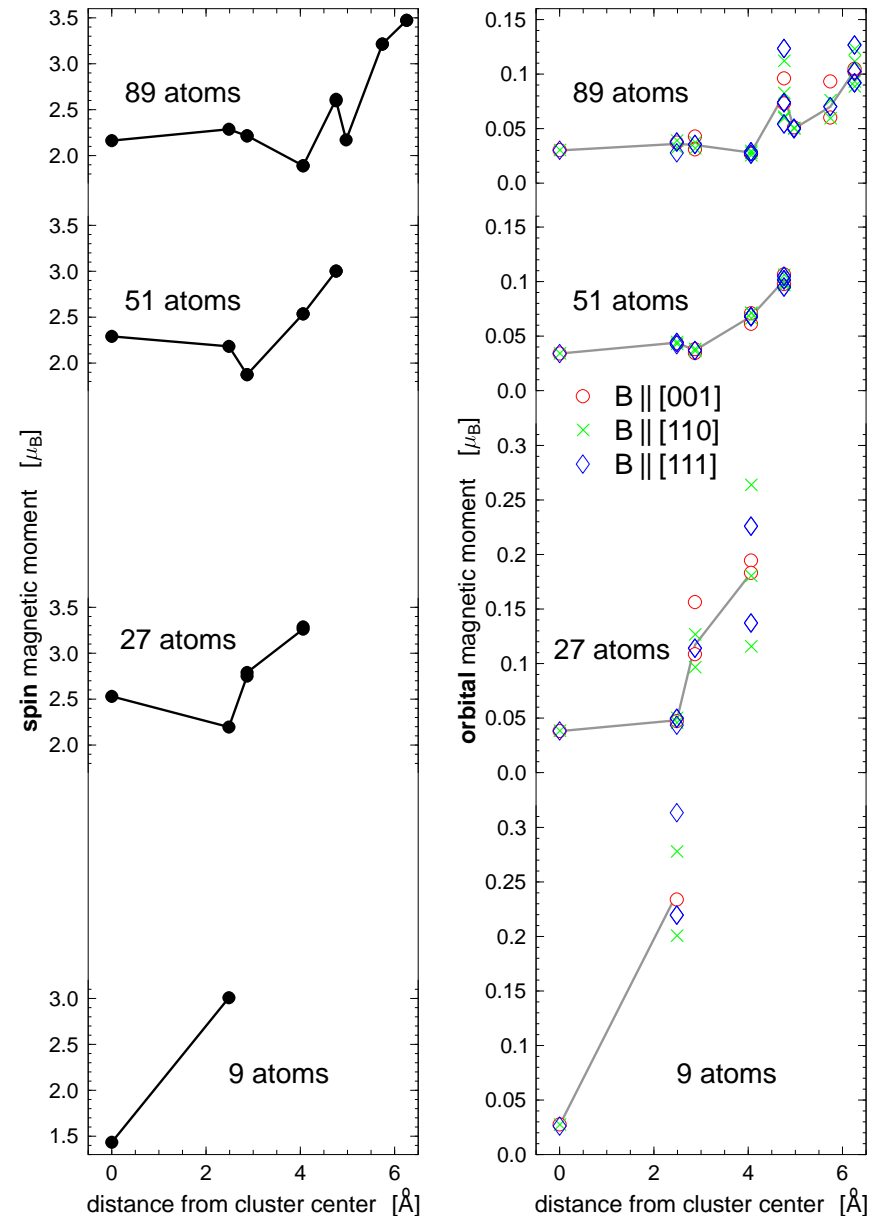 3.5
3.0
2.5
2.0
89 atoms
3.5
3.0
2.5
2.0
51 atoms
3.5
3.0
2.5
2.0
27 atoms
3.0
2.5
2.0
1.5
9 atoms
spin magnetic moment [μB]
0 2 4 6
distance from cluster center [Å]
0.15
0.1
0.05
0.0
89 atoms
0.15
0.1
0.05
0.0
51 atoms
B || [001]
B || [110]
B || [111]
0.3
0.25
0.2
0.15
0.1
0.05
0.0
27 atoms
0.3
0.25
0.2
0.15
0.1
0.05
0.0
9 atoms
orbital magnetic moment [μB]
0 2 4 6
distance from cluster center [Å]